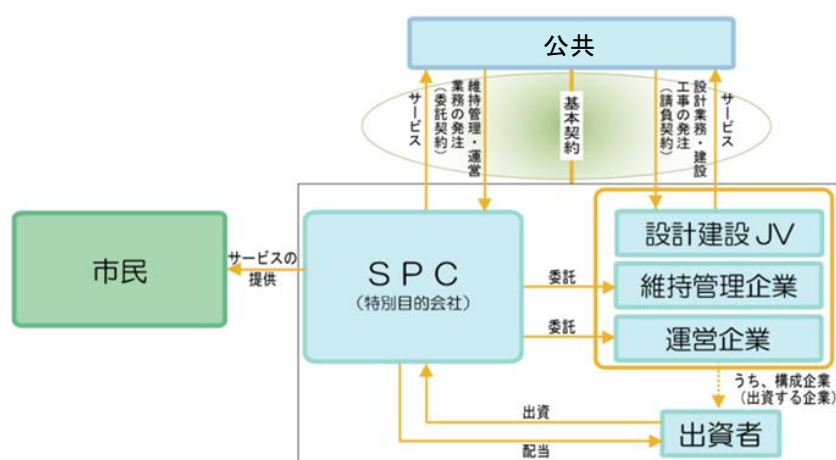 公共
サービス
維持管理・運営
業務の発注
(委託契約)
基本契約
設計業務・建設
工事の発注
(請負契約)
サービス
市民
サービスの
提供
SPC
(特別目的会社)
委託
委託
設計建設 JV
維持管理企業
運営企業
うち、構成企業
(出資する企業)
出資
配当
出資者